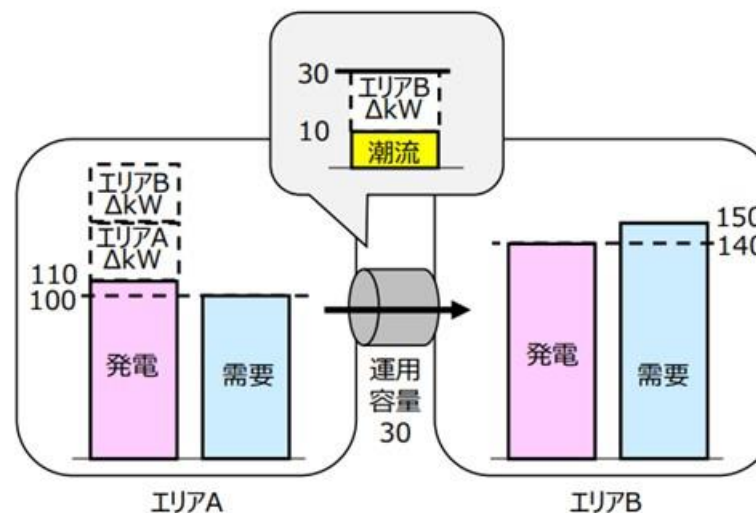 30
エリアB
ΔkW
10
潮流
エリアB
ΔkW
エリアA
ΔkW
110
100
発電
需要
運用
容量
30
150
140
発電
需要
エリアA
エリアB